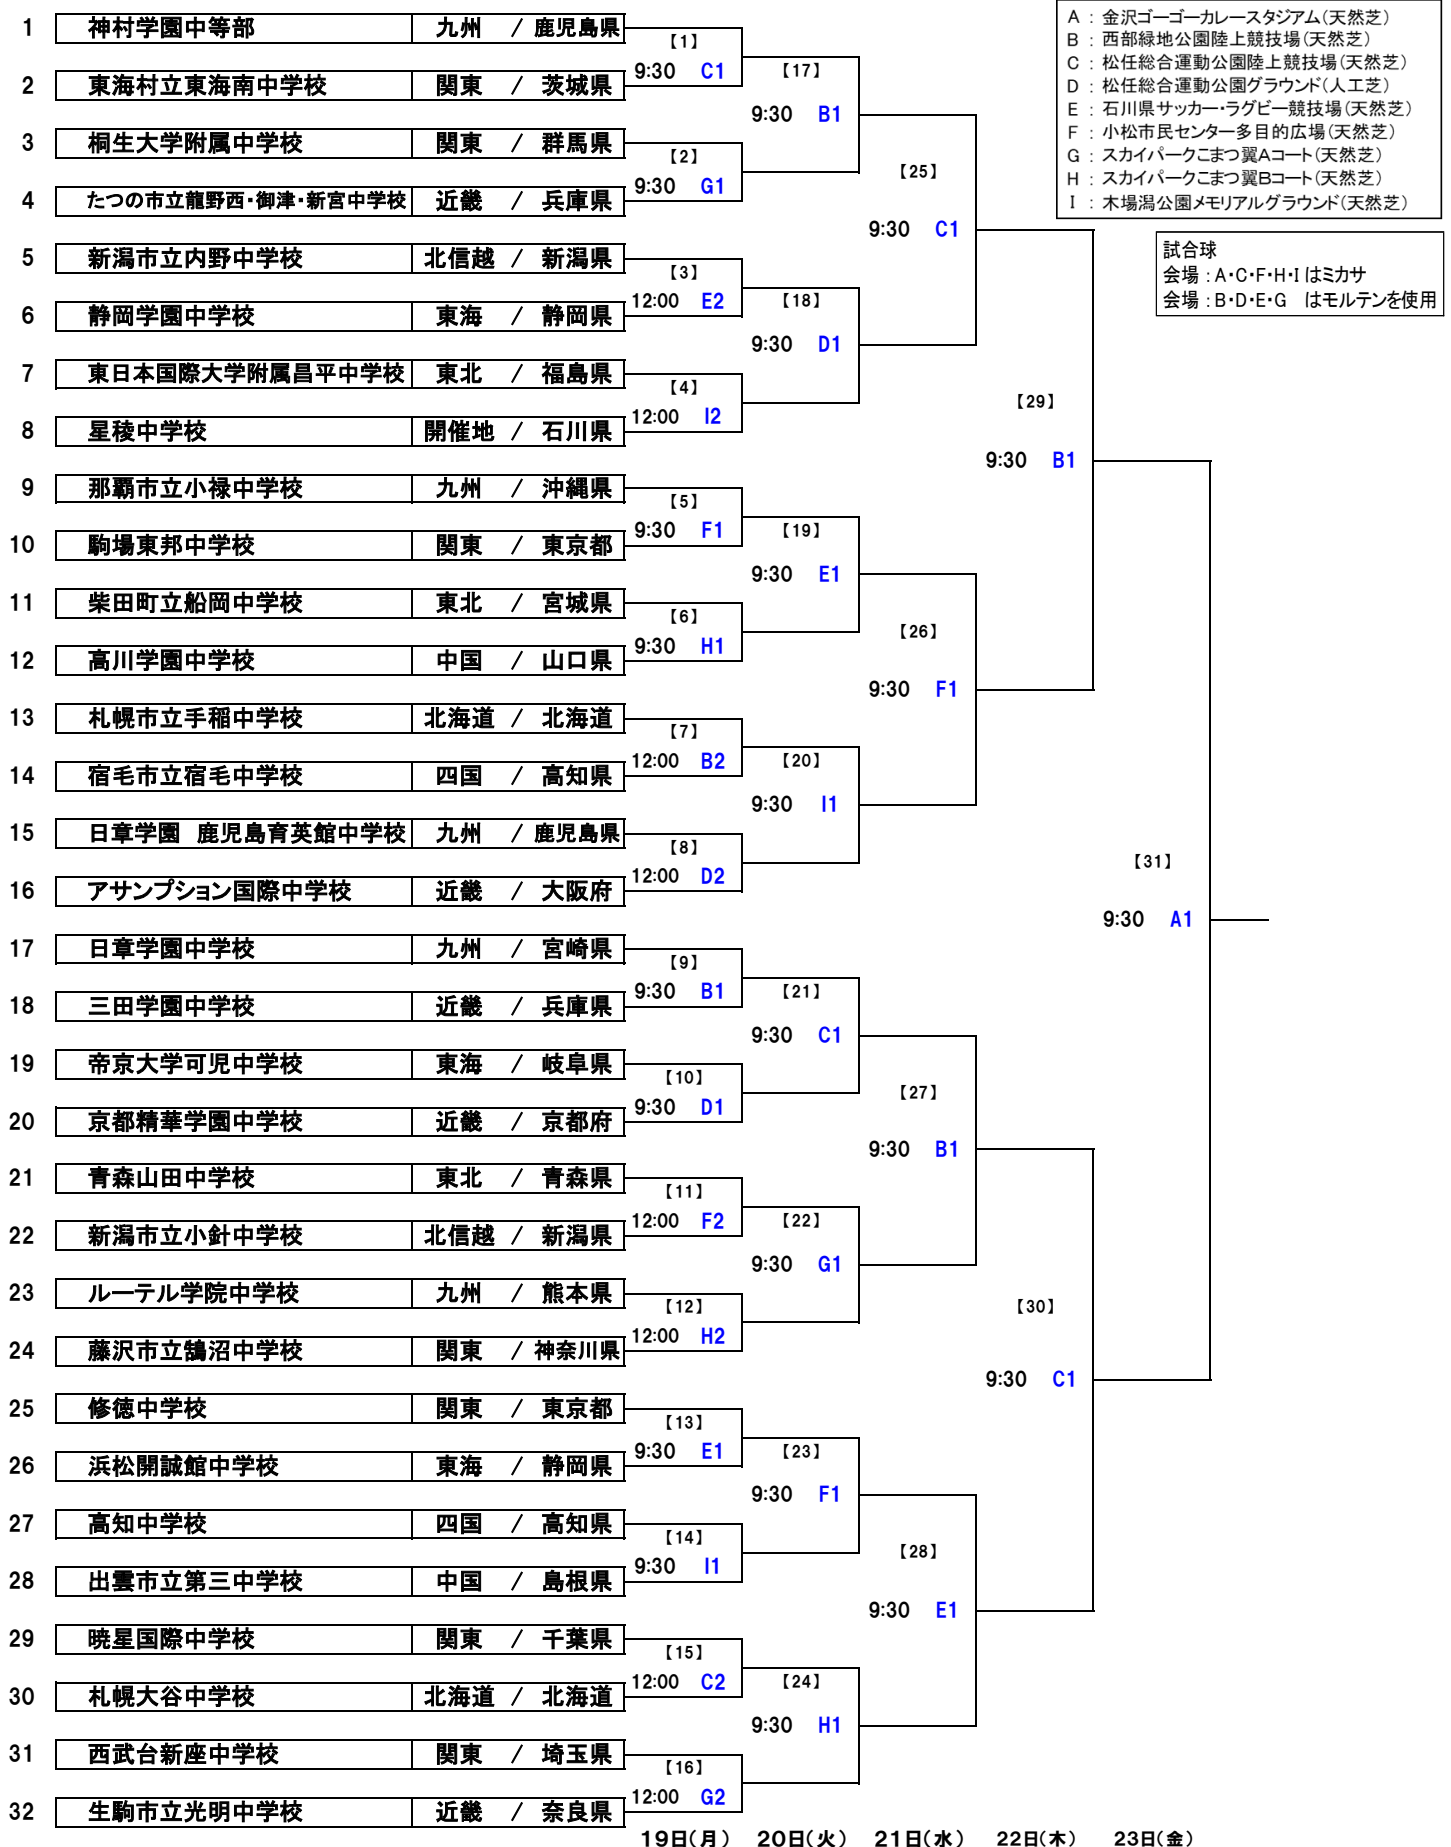 A : 金沢ゴーゴーカレースタジアム(天然芝)
B : 西部緑地公園陸上競技場(天然芝)
C : 松任総合運動公園陸上競技場(天然芝)
D : 松任総合運動公園グラウンド(人工芝)
E : 石川県サッカー・ラグビー競技場(天然芝)
F : 小松市民センター多目的広場(天然芝)
G : スカイパークこまつ翼Aコート(天然芝)
H : スカイパークこまつ翼Bコート(天然芝)
I : 木場潟公園メモリアルグラウンド(天然芝)
試合球
会場:A・C・F・H・Iはミカサ
会場:B・D・E・G はモルテンを使用
1 神村学園中等部 九州 / 鹿児島県
【1】
9:30 C1
2 東海村立東海南中学校 関東 / 茨城県
【17】
9:30 B1
3 桐生大学附属中学校 関東 / 群馬県
【2】
9:30 G1
4 たつの市立龍野西・御津・新宮中学校 近畿 / 兵庫県
【25】
9:30 C1
5 新潟市立内野中学校 北信越 / 新潟県
【3】
12:00 E2
6 静岡学園中学校 東海 / 静岡県
【18】
9:30 D1
7 東日本国際大学附属昌平中学校 東北 / 福島県
【4】
12:00 I2
8 星稜中学校 開催地 / 石川県
【29】
9:30 B1
9 那覇市立小禄中学校 九州 / 沖縄県
【5】
9:30 F1
10 駒場東邦中学校 関東 / 東京都
【19】
9:30 E1
11 柴田町立船岡中学校 東北 / 宮城県
【6】
9:30 H1
12 高川学園中学校 中国 / 山口県
【26】
9:30 F1
13 札幌市立手稲中学校 北海道 / 北海道
【7】
12:00 B2
14 宿毛市立宿毛中学校 四国 / 高知県
【20】
9:30 I1
15 日章学園 鹿児島育英館中学校 九州 / 鹿児島県
【8】
12:00 D2
16 アサンプション国際中学校 近畿 / 大阪府
【31】
9:30 A1
17 日章学園中学校 九州 / 宮崎県
【9】
9:30 B1
18 三田学園中学校 近畿 / 兵庫県
【21】
9:30 C1
19 帝京大学可児中学校 東海 / 岐阜県
【10】
9:30 D1
20 京都精華学園中学校 近畿 / 京都府
【27】
9:30 B1
21 青森山田中学校 東北 / 青森県
【11】
12:00 F2
22 新潟市立小針中学校 北信越 / 新潟県
【22】
9:30 G1
23 ルーテル学院中学校 九州 / 熊本県
【12】
12:00 H2
24 藤沢市立鵠沼中学校 関東 / 神奈川県
【30】
9:30 C1
25 修徳中学校 関東 / 東京都
【13】
9:30 E1
26 浜松開誠館中学校 東海 / 静岡県
【23】
9:30 F1
27 高知中学校 四国 / 高知県
【14】
9:30 I1
28 出雲市立第三中学校 中国 / 島根県
【28】
9:30 E1
29 暁星国際中学校 関東 / 千葉県
【15】
12:00 C2
30 札幌大谷中学校 北海道 / 北海道
【24】
9:30 H1
31 西武台新座中学校 関東 / 埼玉県
【16】
12:00 G2
32 生駒市立光明中学校 近畿 / 奈良県
19日(月) 20日(火) 21日(水) 22日(木) 23日(金)